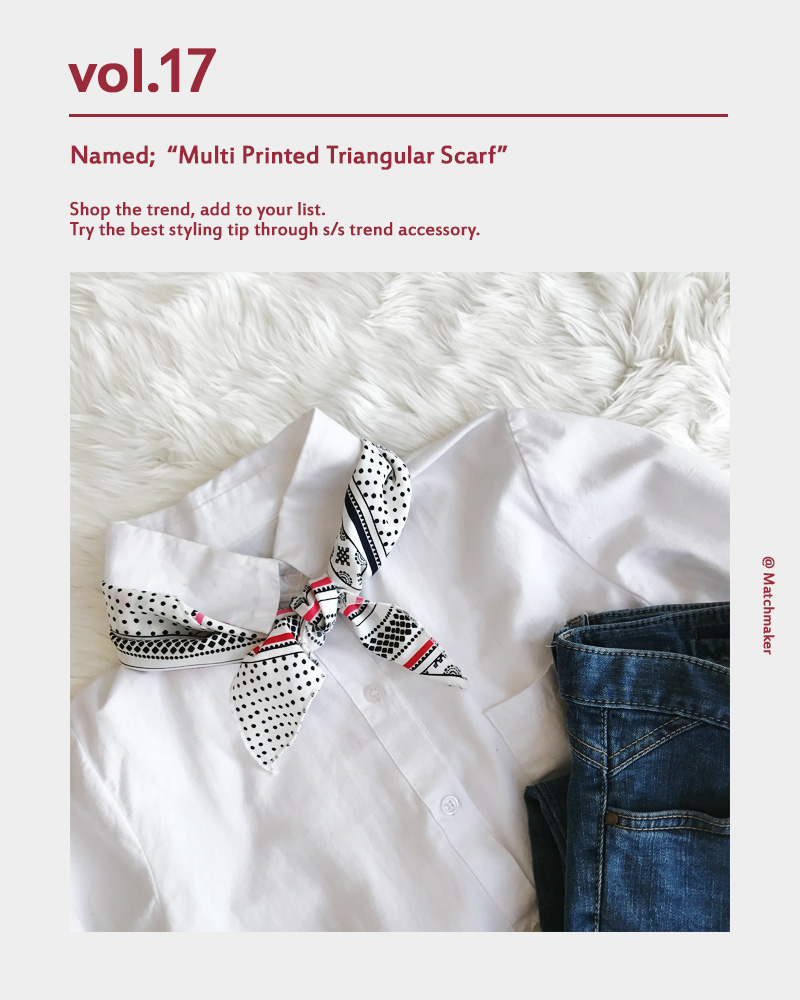 vol.17
Named; “Multi Printed Triangular Scarf”
Shop the trend, add to your list.
Try the best styling tip through s/s trend accessory.
@ Matchmaker